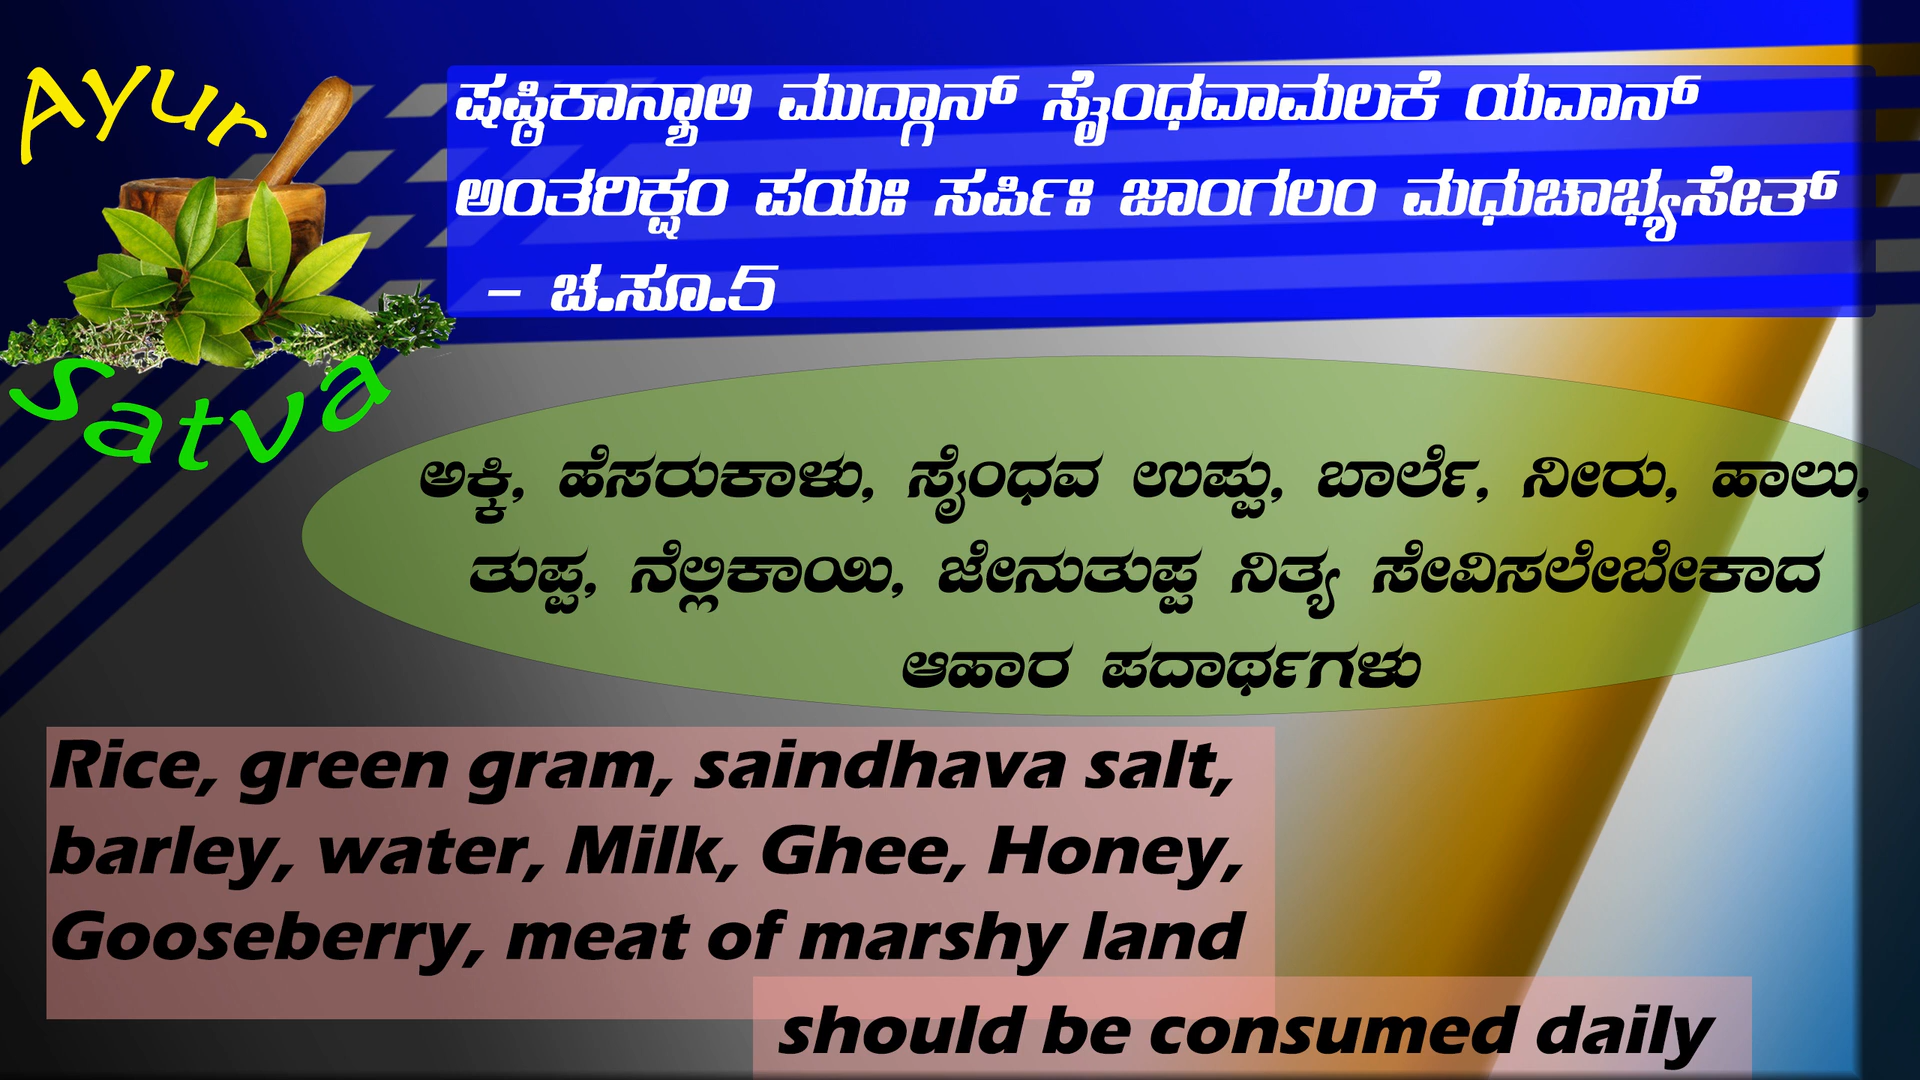 Ayur
Satva
ಷಷ್ಠಿಕಾನ್ಶಾಲಿ ಮುದ್ಗಾನ್ ಸೈಂಧವಾಮಲಕೆ ಯವಾನ್
ಅಂತರಿಕ್ಷಂ ಪಯಃ ಸರ್ಪಿಃ ಜಾಂಗಲಂ ಮಧುಚಾಭ್ಯಸೇತ್
– ಚ.ಸೂ.5
ಅಕ್ಕಿ, ಹೆಸರುಕಾಳು, ಸೈಂಧವ ಉಪ್ಪು, ಬಾರ್ಲೆ, ನೀರು, ಹಾಲು,
ತುಪ್ಪ, ನೆಲ್ಲಿಕಾಯಿ, ಜೇನುತುಪ್ಪ ನಿತ್ಯ ಸೇವಿಸಲೇಬೇಕಾದ
ಆಹಾರ ಪದಾರ್ಥಗಳು
Rice, green gram, saindhava salt,
barley, water, Milk, Ghee, Honey,
Gooseberry, meat of marshy land
should be consumed daily